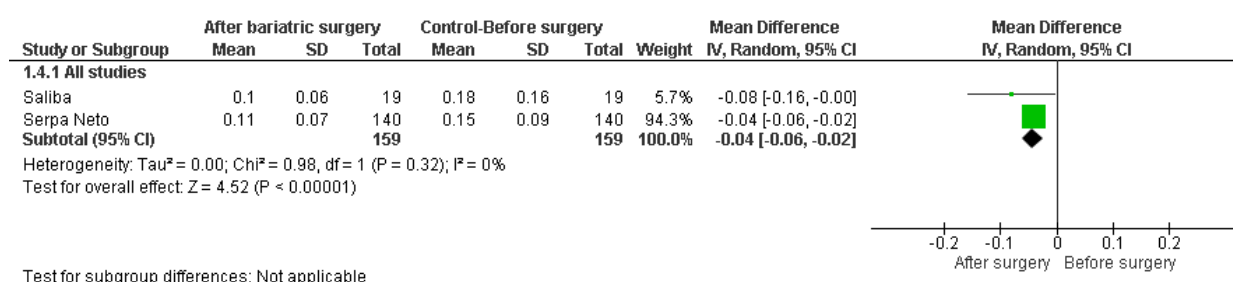 After bariatric surgery Control-Before surgery Mean Difference Mean Difference
Study or Subgroup Mean SD Total Mean SD Total Weight IV, Random, 95% CI IV, Random, 95% CI
1.4.1 All studies
Saliba 0.1 0.06 19 0.18 0.16 19 5.7% -0.08 [-0.16, -0.00]
Serpa Neto 0.11 0.07 140 0.15 0.09 140 94.3% -0.04 [-0.06, -0.02]
Subtotal (95% CI) 159 159 100.0% -0.04 [-0.06, -0.02]
Heterogeneity: Tau² = 0.00; Chi² = 0.98, df = 1 (P = 0.32); I² = 0%
Test for overall effect: Z = 4.52 (P < 0.00001)
-0.2 -0.1 0 0.1 0.2
After surgery Before surgery
Test for subgroup differences: Not applicable